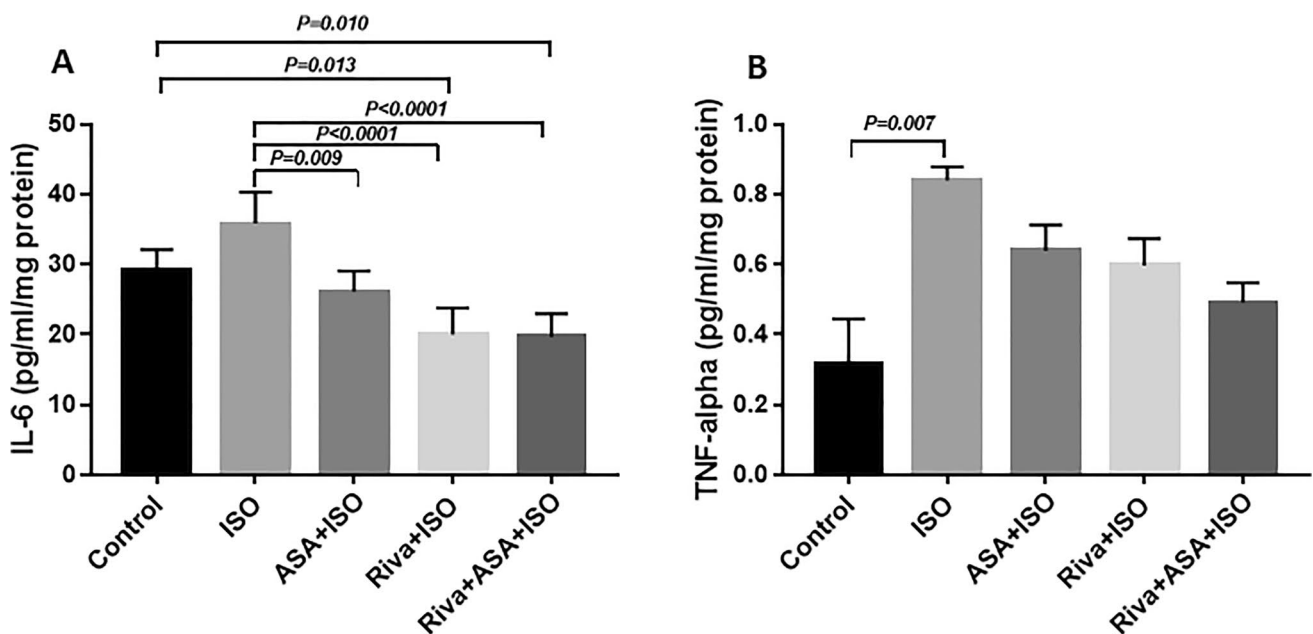 A
P=0.010
P=0.013
P<0.0001
P<0.0001
P=0.009
IL-6 (pg/ml/mg protein)
50
40
30
20
10
0
Control
ISO
ASA+ISO
Riva+ISO
Riva+ASA+ISO
B
P=0.007
TNF-alpha (pg/ml/mg protein)
1.0
0.8
0.6
0.4
0.2
0.0
Control
ISO
ASA+ISO
Riva+ISO
Riva+ASA+ISO